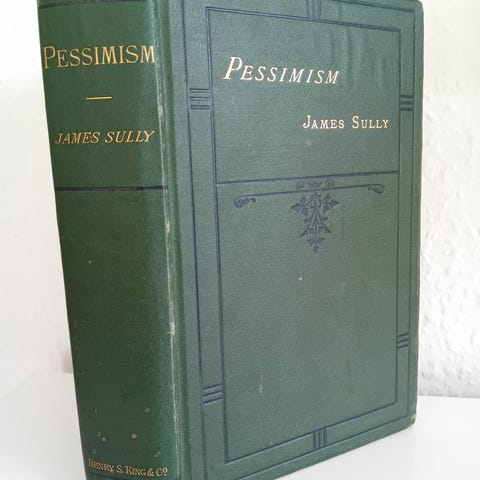 PESSIMISM
JAMES SULLY
HENRY S. KING & Co
PESSIMISM
JAMES SULLY